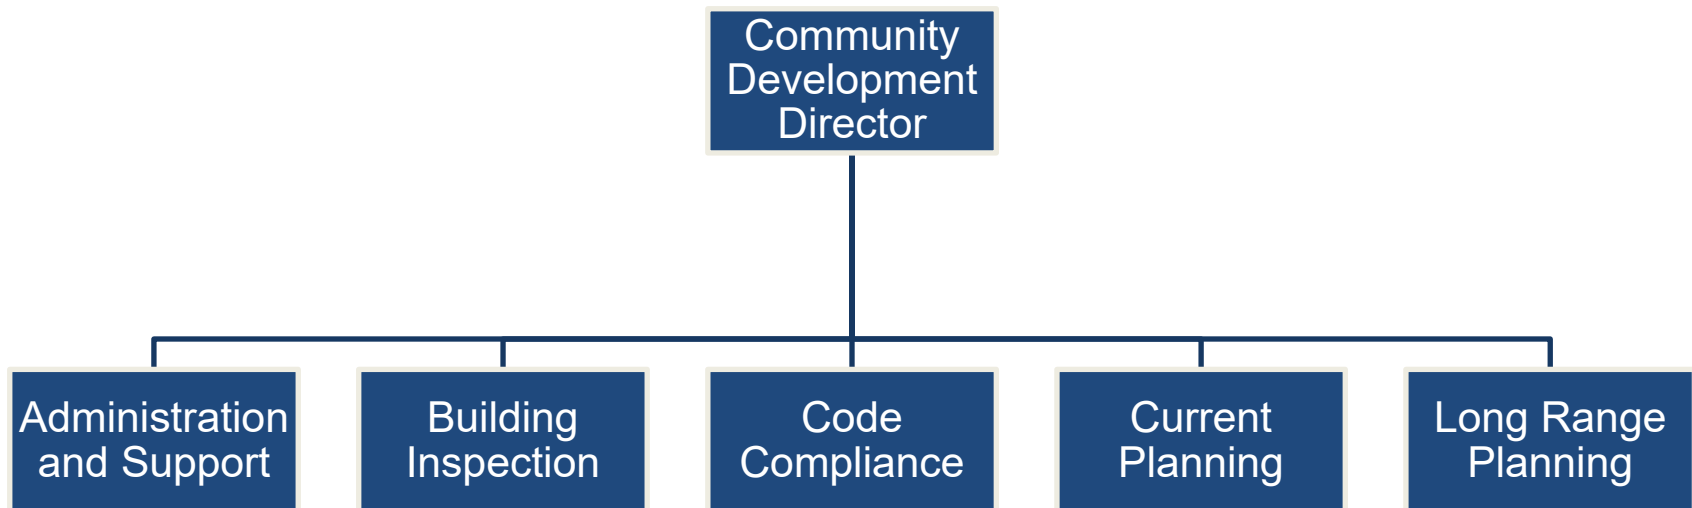 Community
Development
Director
Administration
and Support
Building
Inspection
Code
Compliance
Current
Planning
Long Range
Planning